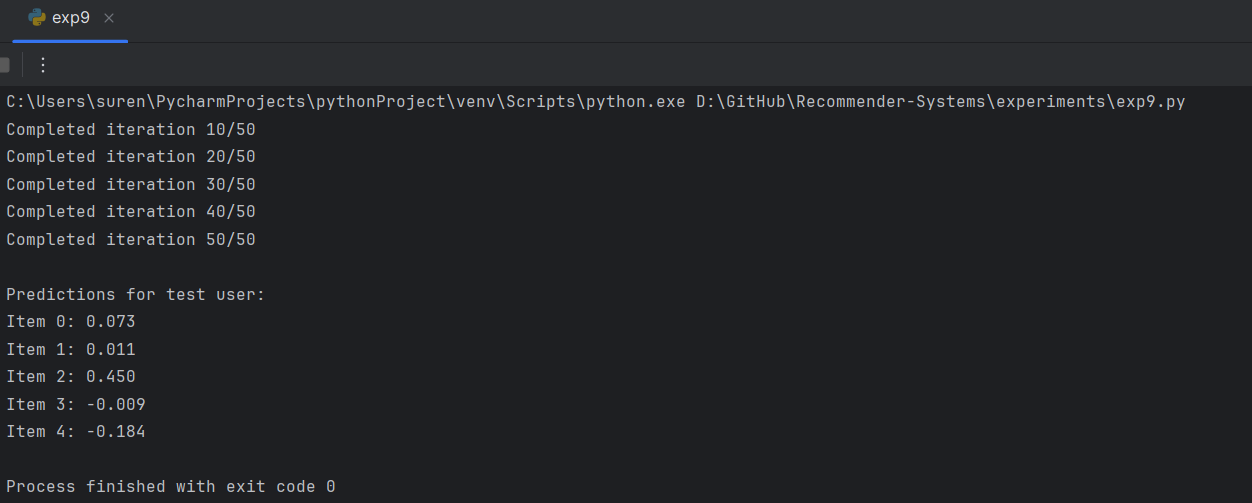 exp9
C:\Users\suren\PycharmProjects\pythonProject\venv\Scripts\python.exe D:\GitHub\Recommender-Systems\experiments\exp9.py
Completed iteration 10/50
Completed iteration 20/50
Completed iteration 30/50
Completed iteration 40/50
Completed iteration 50/50
Predictions for test user:
Item 0: 0.073
Item 1: 0.011
Item 2: 0.450
Item 3: -0.009
Item 4: -0.184
Process finished with exit code 0